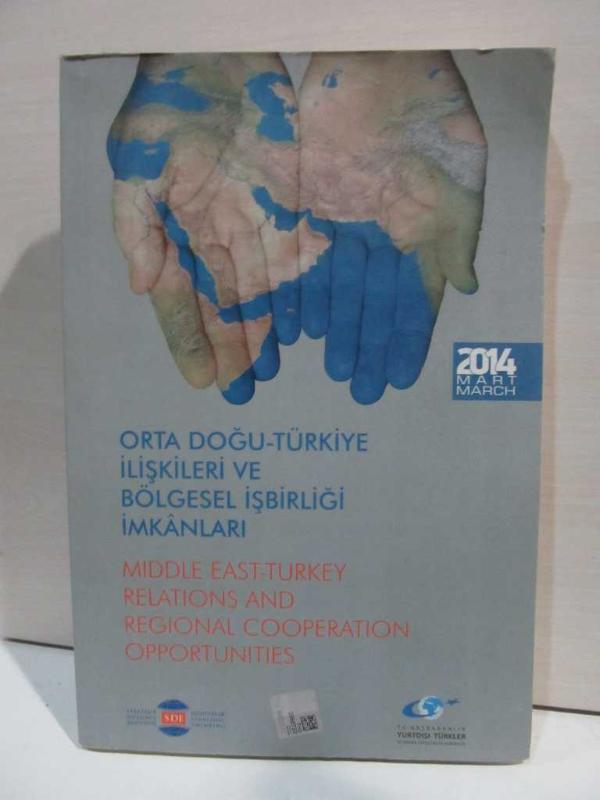 2014
MART
MARCH
ORTA DOĞU-TÜRKİYE
İLİŞKİLERİ VE
BÖLGESEL İŞBİRLİĞİ
İMKÂNLARI
MIDDLE EAST-TURKEY
RELATIONS AND
REGIONAL COOPERATION
OPPORTUNITIES
SDE
T.C. BAŞBAKANLIK
YURTDIŞI TÜRKLER